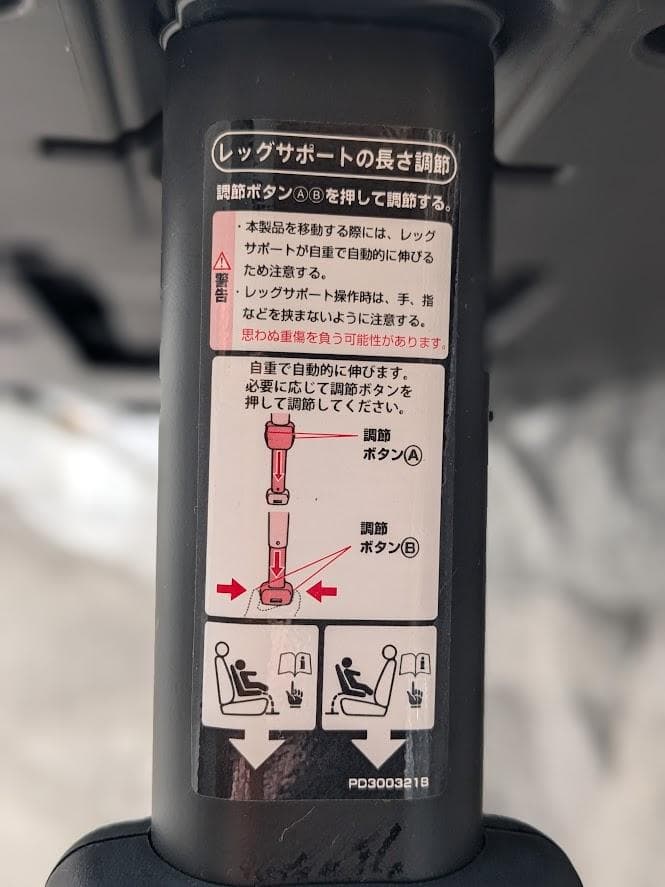 レッグサポートの長さ調節
調節ボタンⒶⒷを押して調節する。
⚠警告
・本製品を移動する際には、レッグ
サポートが自重で自動的に伸びる
ため注意する。
・レッグサポート操作時は、手、指
などを挟まないように注意する。
思わぬ重傷を負う可能性があります。
自重で自動的に伸びます。
必要に応じて調節ボタンを
押して調節してください。
調節
ボタンⒶ
調節
ボタンⒷ
PD300321B